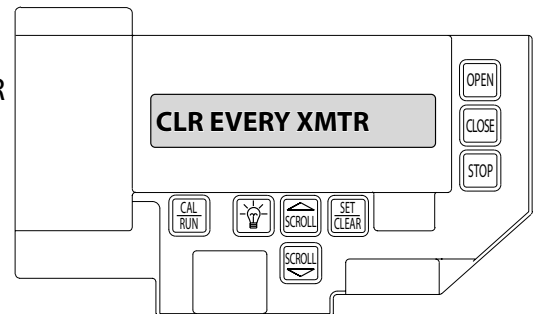 R
CLR EVERY XMTR
OPEN
CLOSE
STOP
CAL
RUN
SCROLL
SET
CLEAR
SCROLL